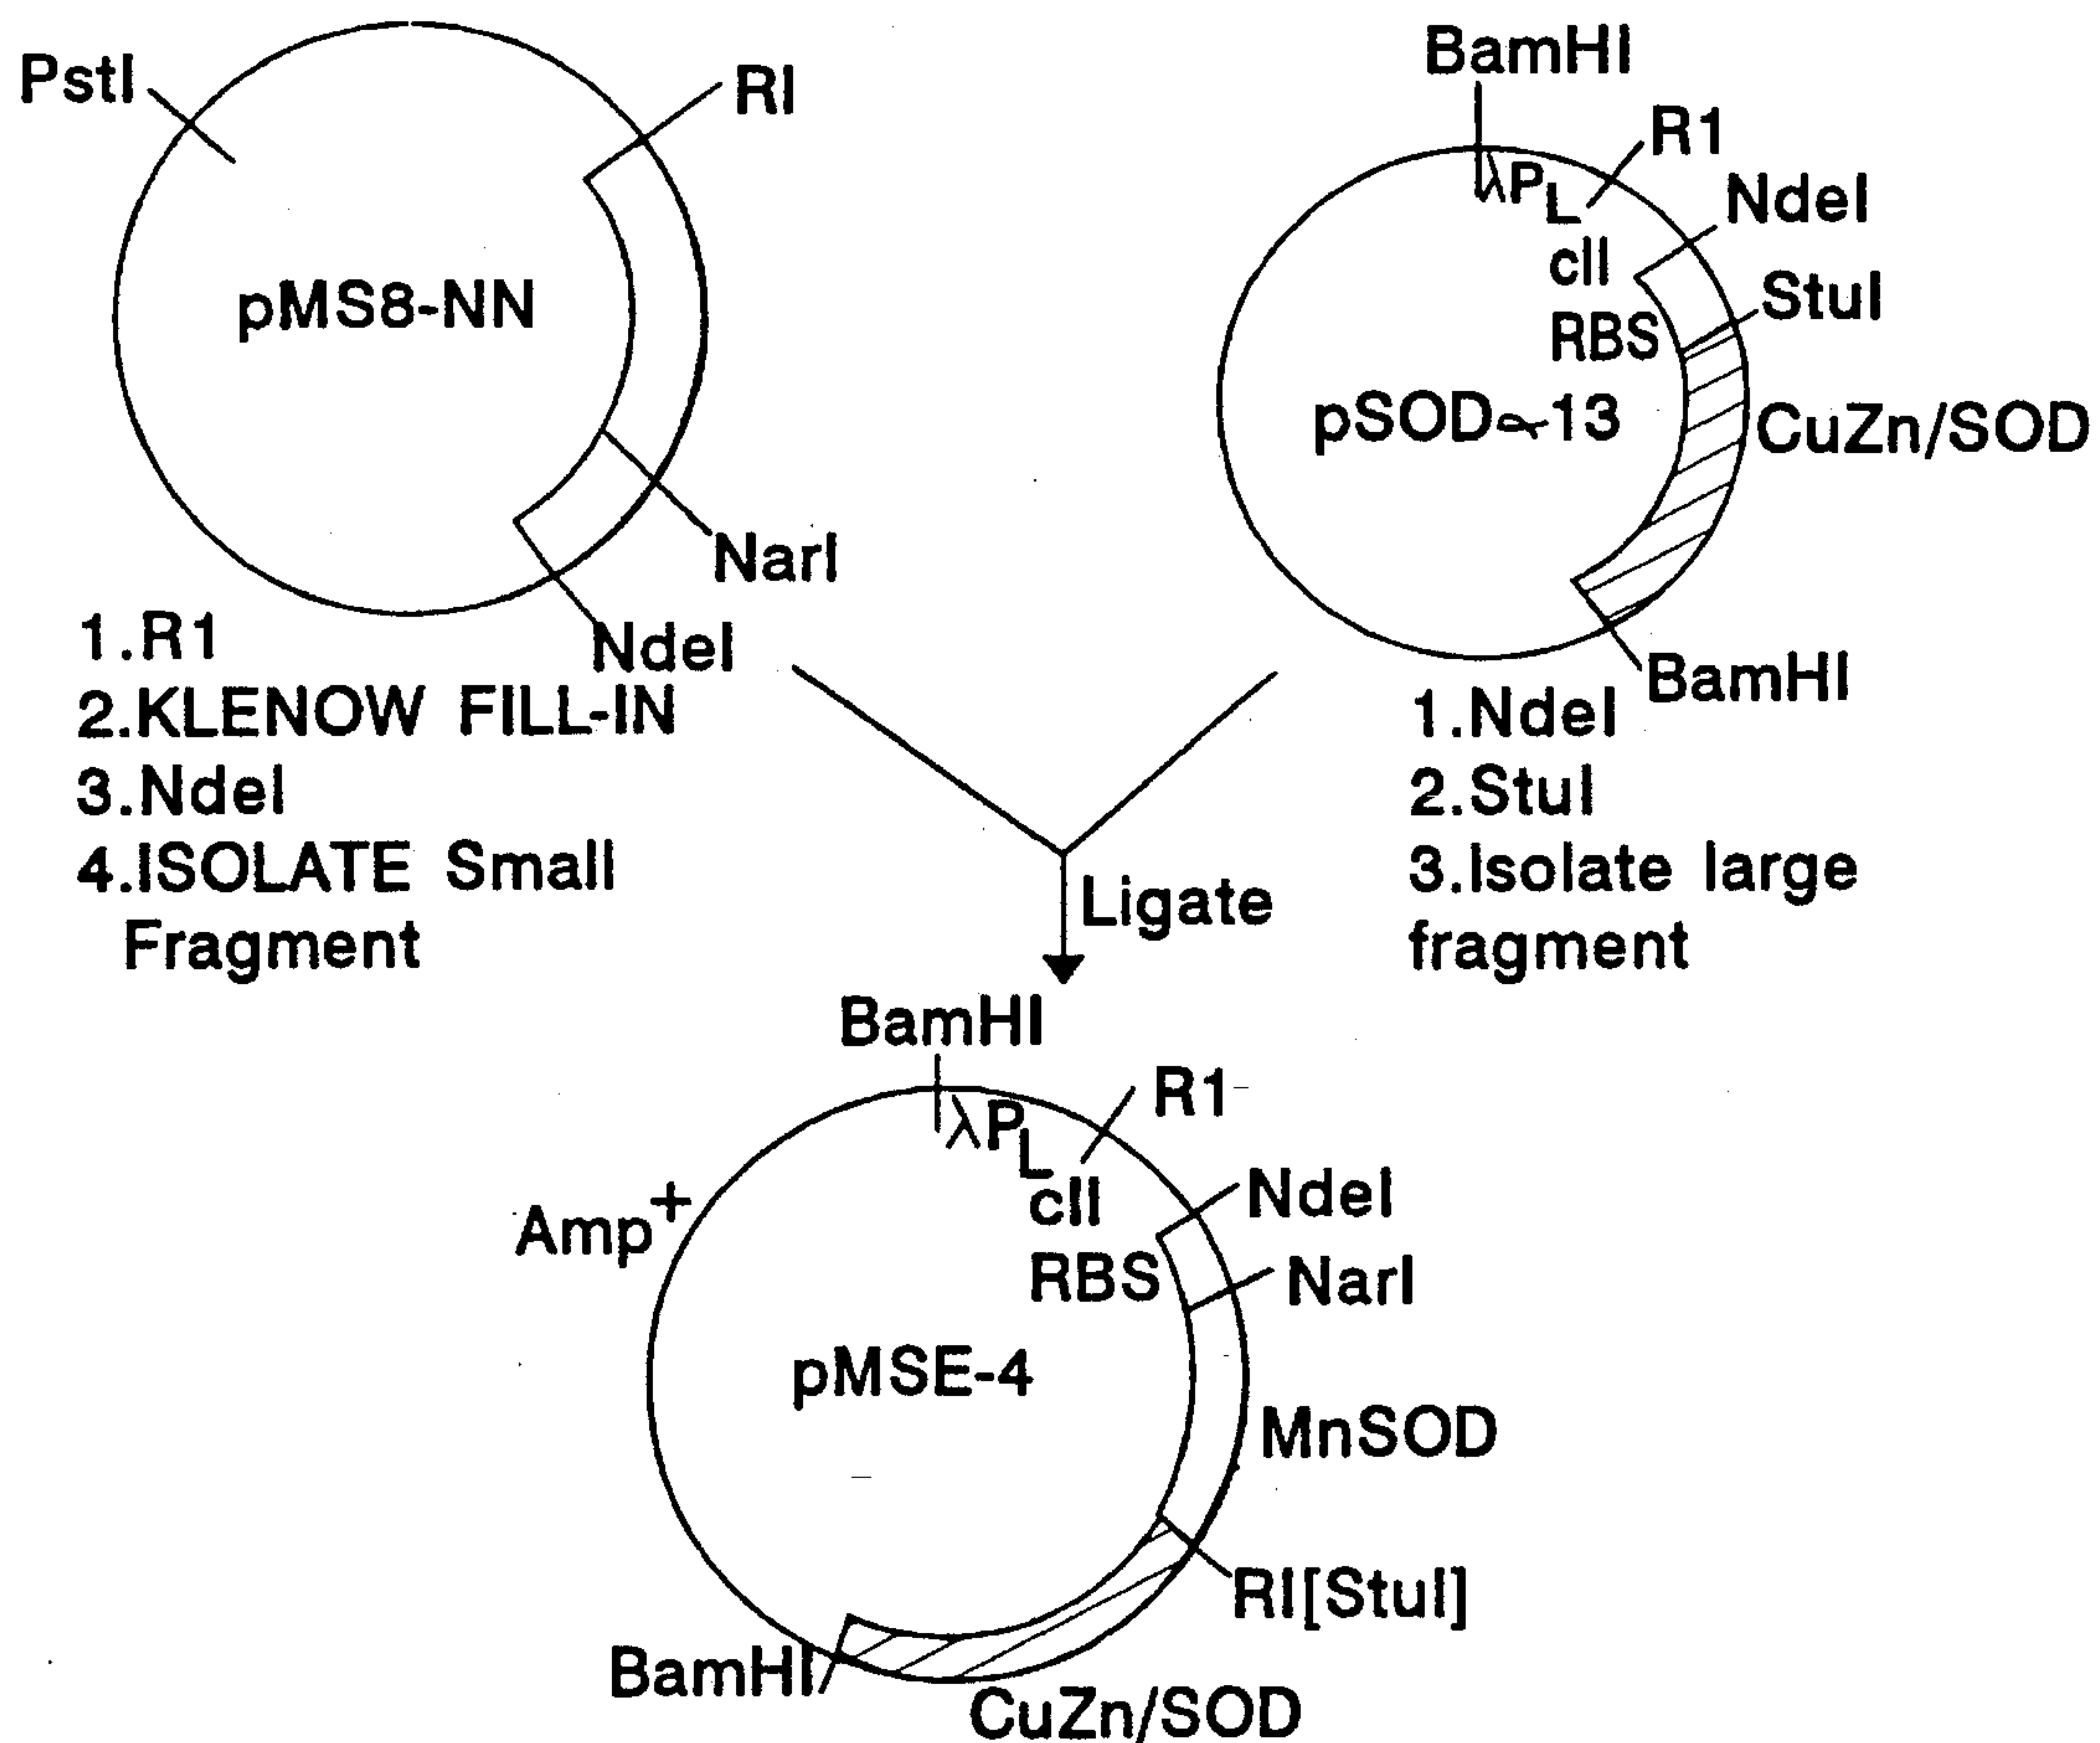 PstI
RI
pMS8-NN
NarI
NdeI
1.R1
2.KLENOW FILL-IN
3.NdeI
4.ISOLATE Small
Fragment
BamHI
R1
λPL
NdeI
cII
StuI
RBS
pSOD∝13
CuZn/SOD
BamHI
1.NdeI
2.StuI
3.Isolate large
fragment
Ligate
BamHI
R1
λPL
Amp+
cII
NdeI
RBS
NarI
pMSE-4
MnSOD
RI[StuI]
BamHI
CuZn/SOD